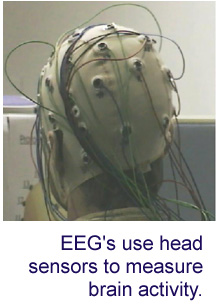 EEG's use head
sensors to measure
brain activity.